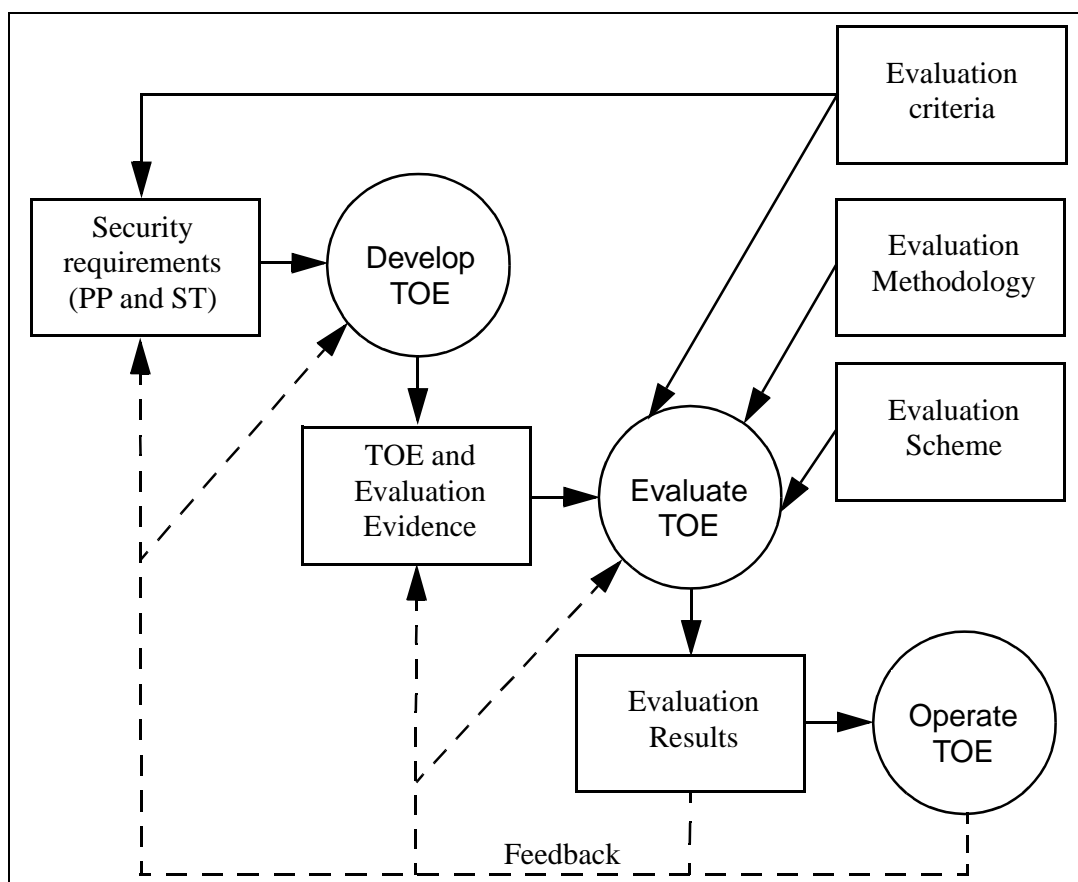 Evaluation
criteria
Security
requirements
(PP and ST)
Develop
TOE
Evaluation
Methodology
Evaluation
Scheme
TOE and
Evaluation
Evidence
Evaluate
TOE
Evaluation
Results
Operate
TOE
Feedback